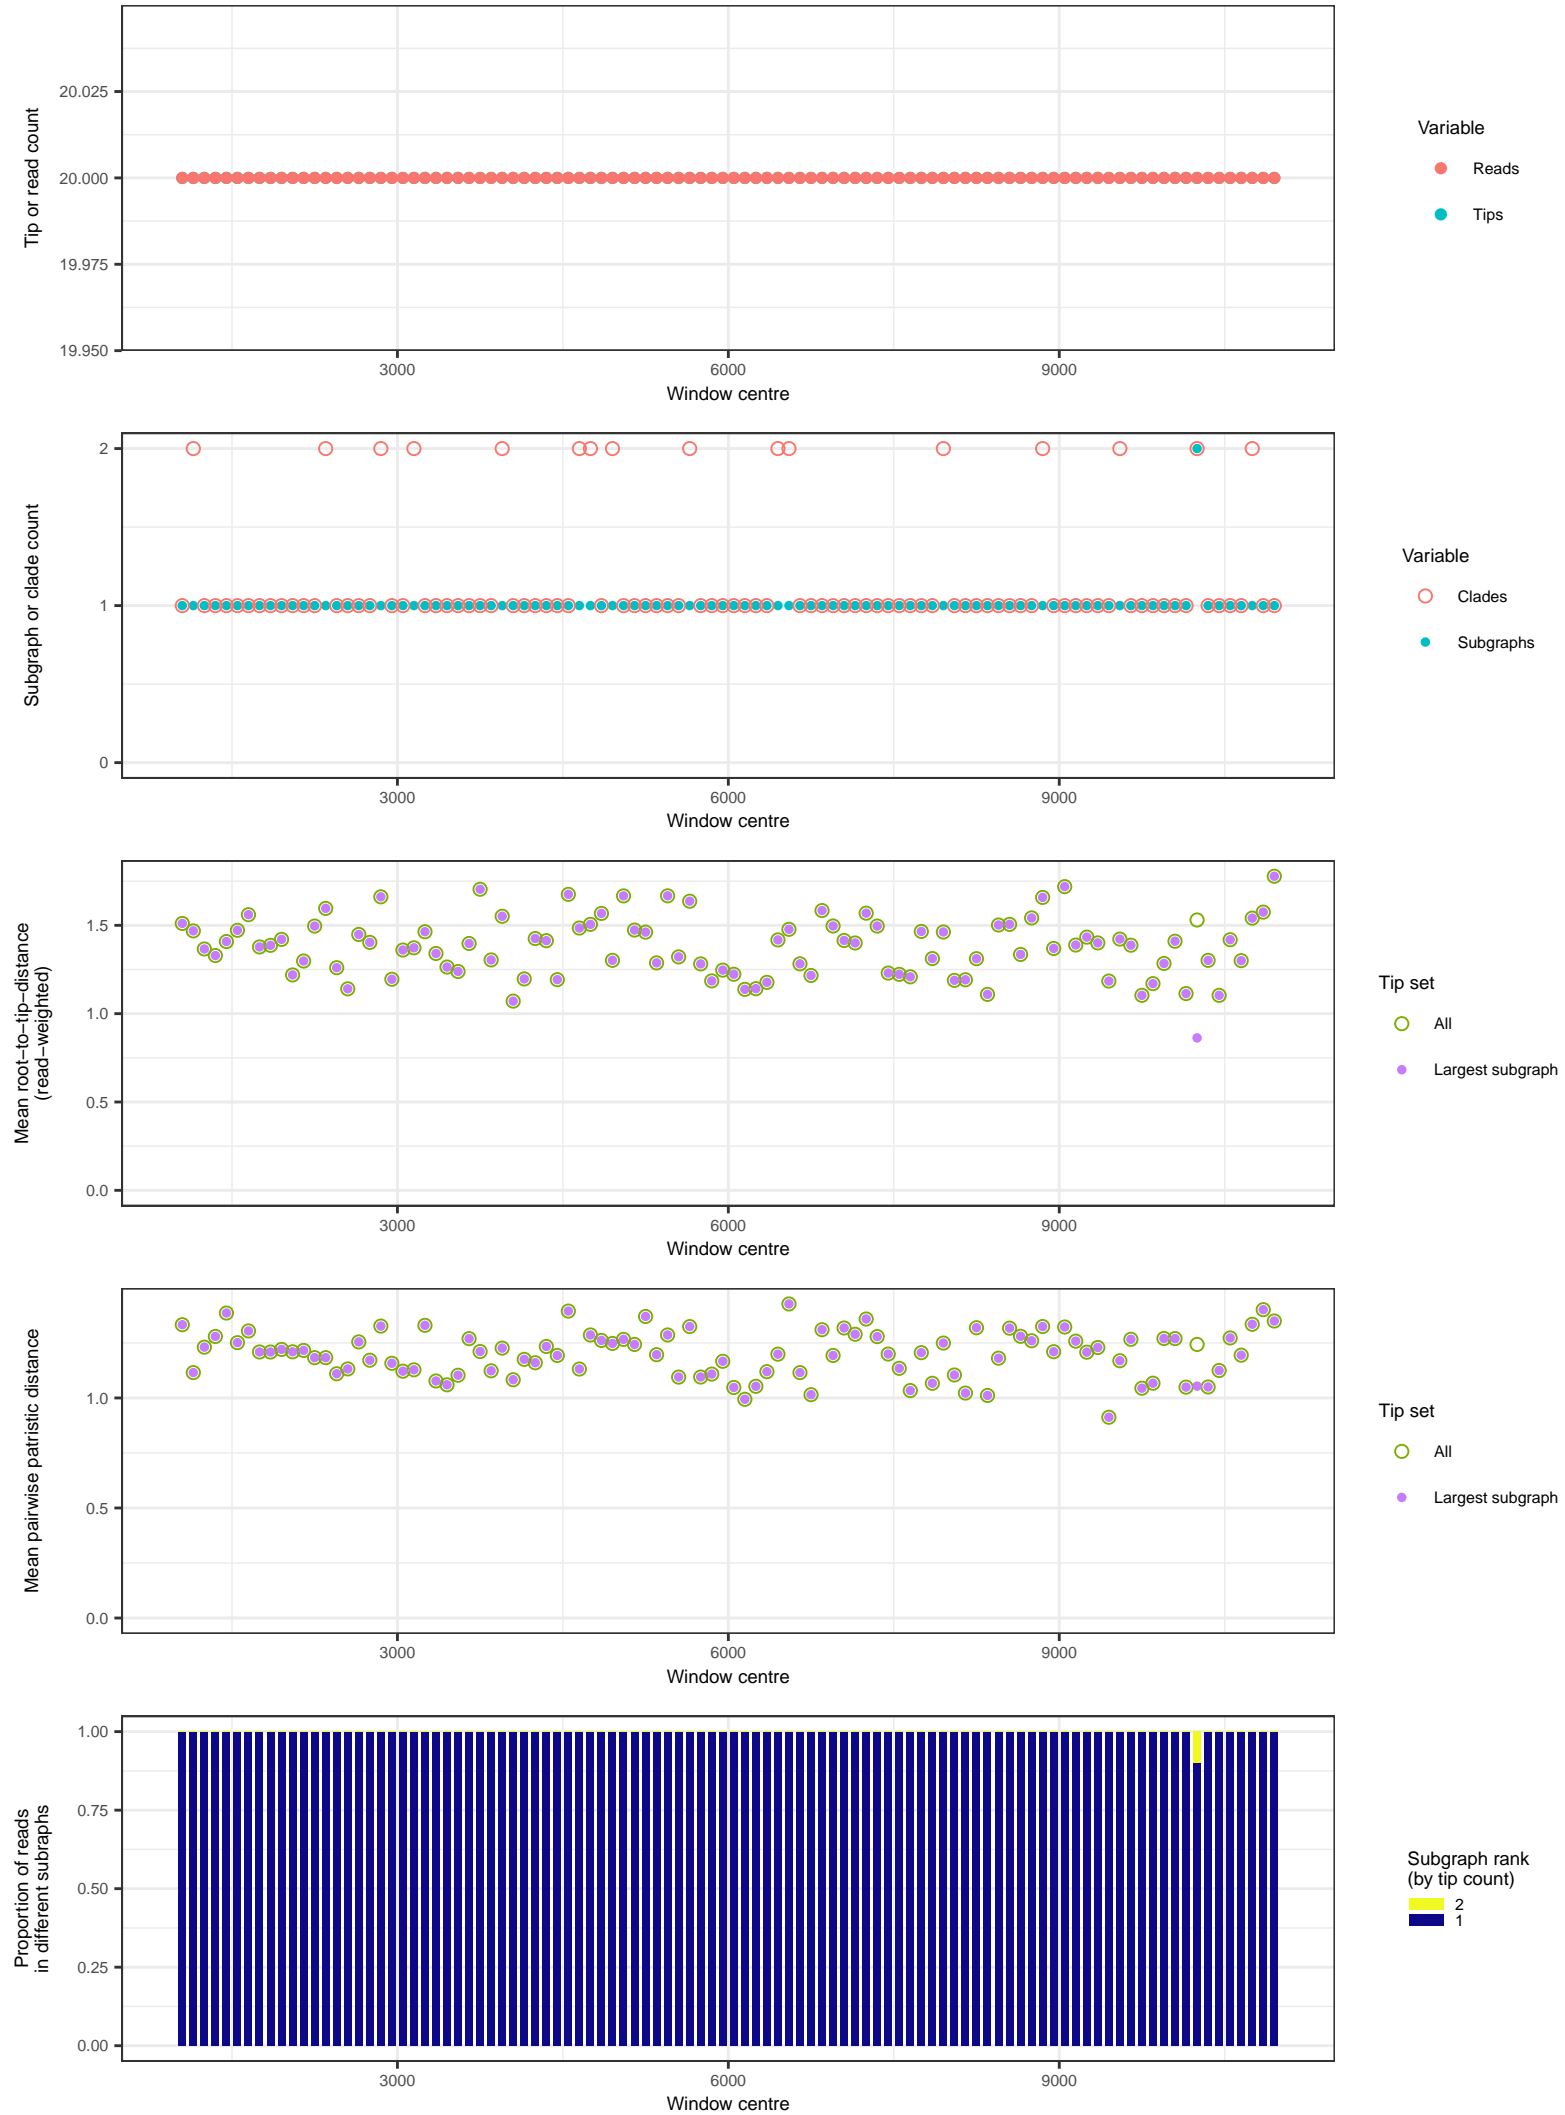 20.025
20.000
19.975
19.950
Tip or read count
3000
6000
9000
Window centre
Variable
Reads
Tips
2
1
0
Subgraph or clade count
3000
6000
9000
Window centre
Variable
Clades
Subgraphs
1.5
1.0
0.5
0.0
Mean root−to−tip−distance
(read−weighted)
3000
6000
9000
Window centre
Tip set
All
Largest subgraph
1.0
0.5
0.0
Mean pairwise patristic distance
3000
6000
9000
Window centre
Tip set
All
Largest subgraph
1.00
0.75
0.50
0.25
0.00
Proportion of reads
in different subraphs
3000
6000
9000
Window centre
Subgraph rank
(by tip count)
2
1